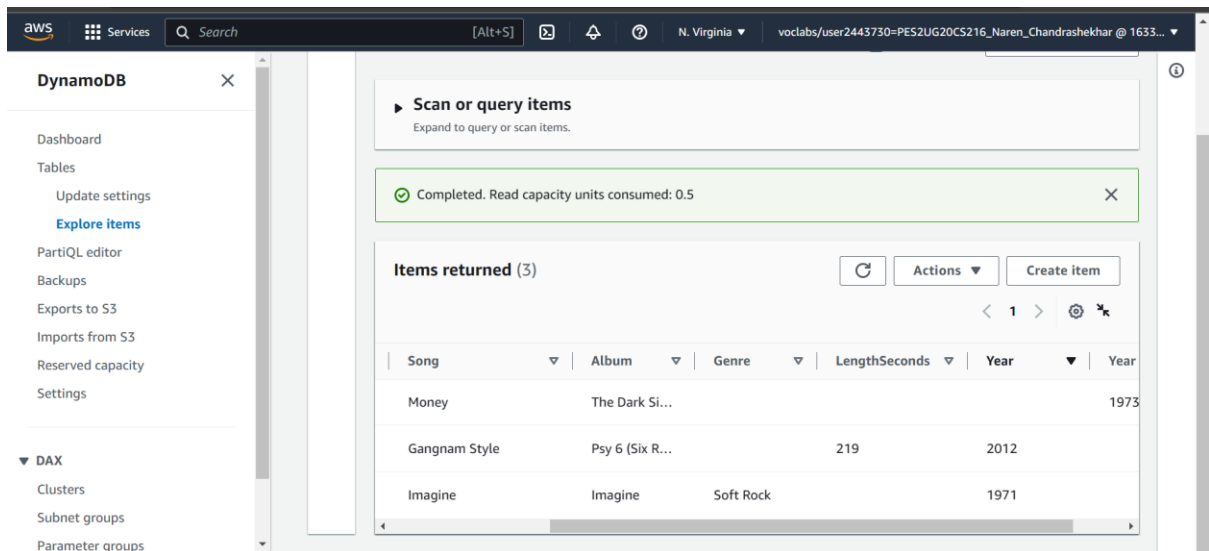 aws Services Search [Alt+S] N. Virginia voclabs/user2443730=PES2UG20CS216_Naren_Chandrashekhar @ 1633...
DynamoDB
Dashboard
Tables
Update settings
Explore items
PartiQL editor
Backups
Exports to S3
Imports from S3
Reserved capacity
Settings
DAX
Clusters
Subnet groups
Parameter groups
Scan or query items
Expand to query or scan items.
Completed. Read capacity units consumed: 0.5
Items returned (3) Actions Create item
1
Song Album Genre LengthSeconds Year Year
Money The Dark Si... 1973
Gangnam Style Psy 6 (Six R... 219 2012
Imagine Imagine Soft Rock 1971